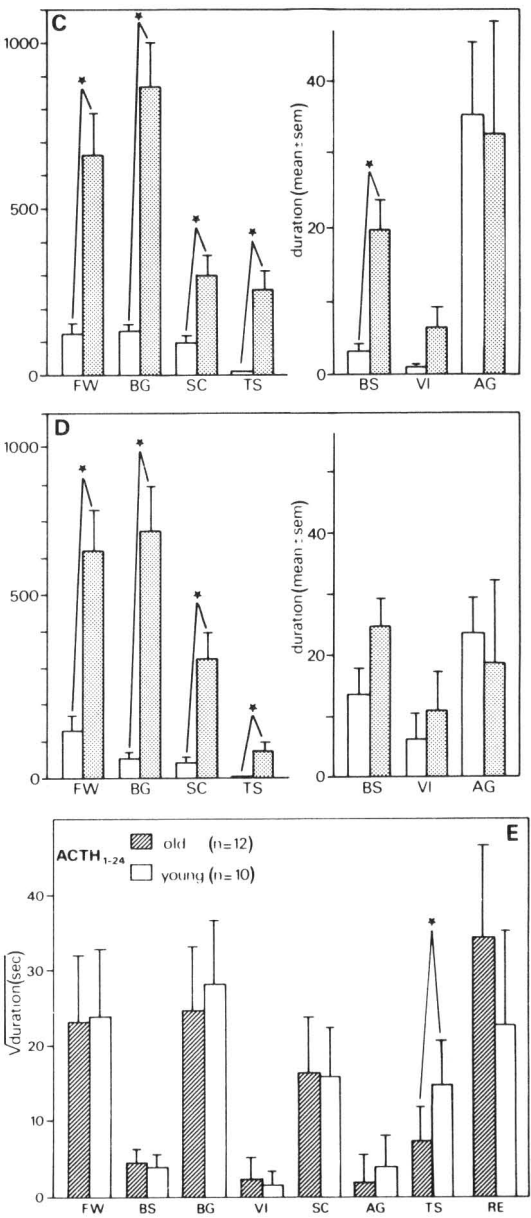 C
1000
500
0
FW BG SC TS
duration (mean ± sem)
40
20
0
BS VI AG
D
1000
500
0
FW BG SC TS
duration (mean ± sem)
40
20
0
BS VI AG
E
ACTH1-24
old (n=12)
young (n=10)
√duration (sec)
40
30
20
10
0
FW BS BG VI SC AG TS RE